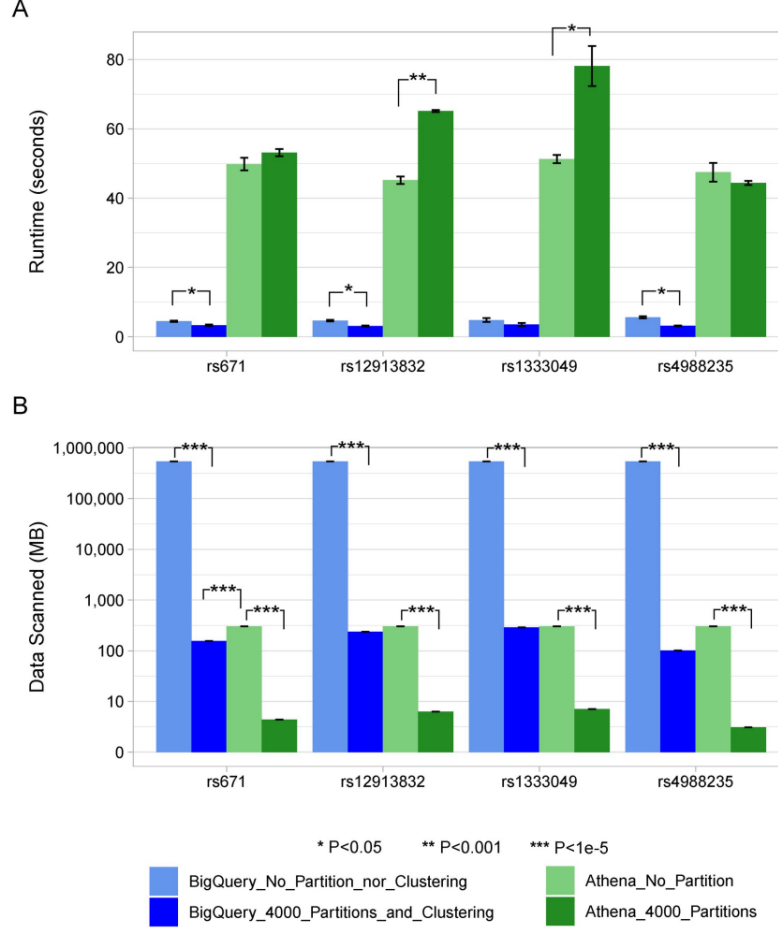 A
Runtime (seconds)
80
60
40
20
0
* * ** * *
rs671 rs12913832 rs1333049 rs4988235
B
Data Scanned (MB)
1,000,000
100,000
10,000
1,000
100
10
0
*** *** *** ***
*** *** *** *** ***
rs671 rs12913832 rs1333049 rs4988235
* P<0.05 ** P<0.001 *** P<1e-5
BigQuery_No_Partition_nor_Clustering Athena_No_Partition
BigQuery_4000_Partitions_and_Clustering Athena_4000_Partitions